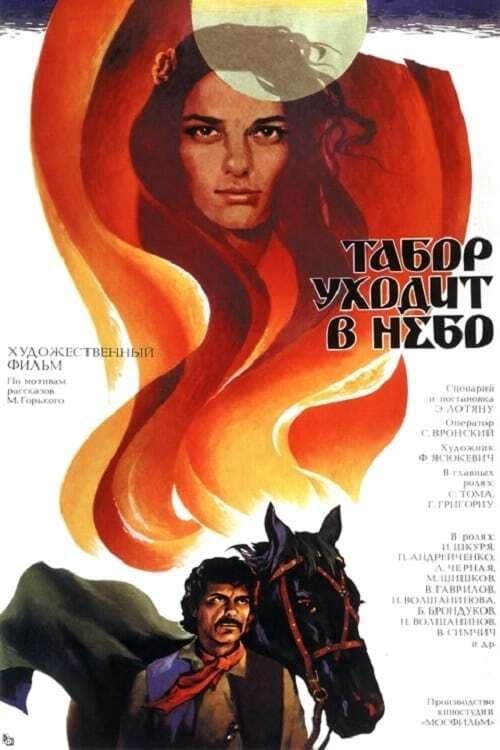 ТАБОР
УХОДИТ
В НЕБО
ХУДОЖЕСТВЕННЫЙ
ФИЛЬМ
По мотивам
рассказов
М. Горького
Сценарий
и постановка
Э. ЛОТЯНУ
Оператор
С. ВРОНСКИЙ
Художник
Ф. ЯСЮКЕВИЧ
В главных
ролях:
С. ТОМА,
Г. ГРИГОРИУ
В ролях:
И. ШКУРЯ,
П. АНДРЕЙЧЕНКО,
Л. ЧЕРНАЯ,
М. ШИШКОВ,
В. ГАВРИЛОВ,
Н. ВОЛШАНИНОВА,
Б. БРОНДУКОВ,
Н. ВОЛШАНИНОВ,
В. СИМЧИЧ
и др.
Производство
киностудии
«МОСФИЛЬМ»